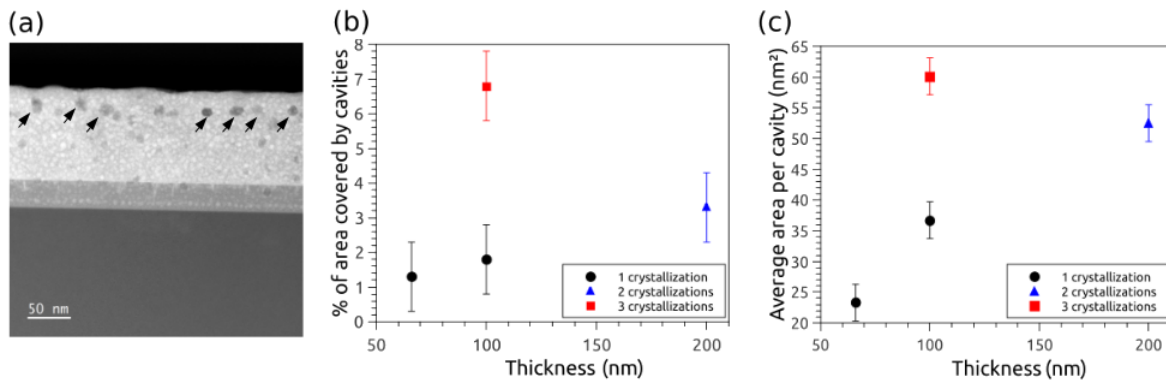 (a)
50 nm
(b)
% of area covered by cavities
8
7
6
5
4
3
2
1
0
50
100
150
200
Thickness (nm)
1 crystallization
2 crystallizations
3 crystallizations
(c)
Average area per cavity (nm²)
65
60
55
50
45
40
35
30
25
20
50
100
150
200
Thickness (nm)
1 crystallization
2 crystallizations
3 crystallizations